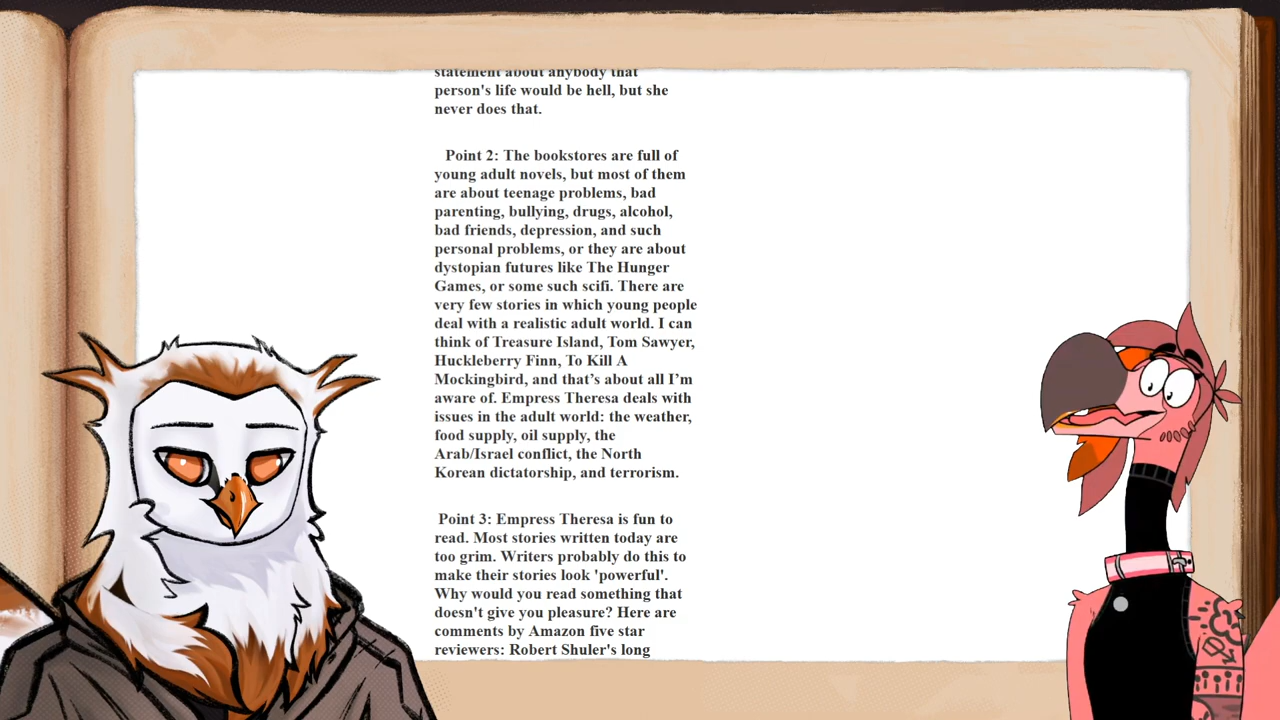 statement about anybody that
person's life would be hell, but she
never does that.
Point 2: The bookstores are full of
young adult novels, but most of them
are about teenage problems, bad
parenting, bullying, drugs, alcohol,
bad friends, depression, and such
personal problems, or they are about
dystopian futures like The Hunger
Games, or some such scifi. There are
very few stories in which young people
deal with a realistic adult world. I can
think of Treasure Island, Tom Sawyer,
Huckleberry Finn, To Kill A
Mockingbird, and that’s about all I’m
aware of. Empress Theresa deals with
issues in the adult world: the weather,
food supply, oil supply, the
Arab/Israel conflict, the North
Korean dictatorship, and terrorism.
Point 3: Empress Theresa is fun to
read. Most stories written today are
too grim. Writers probably do this to
make their stories look 'powerful'.
Why would you read something that
doesn't give you pleasure? Here are
comments by Amazon five star
reviewers: Robert Shuler's long